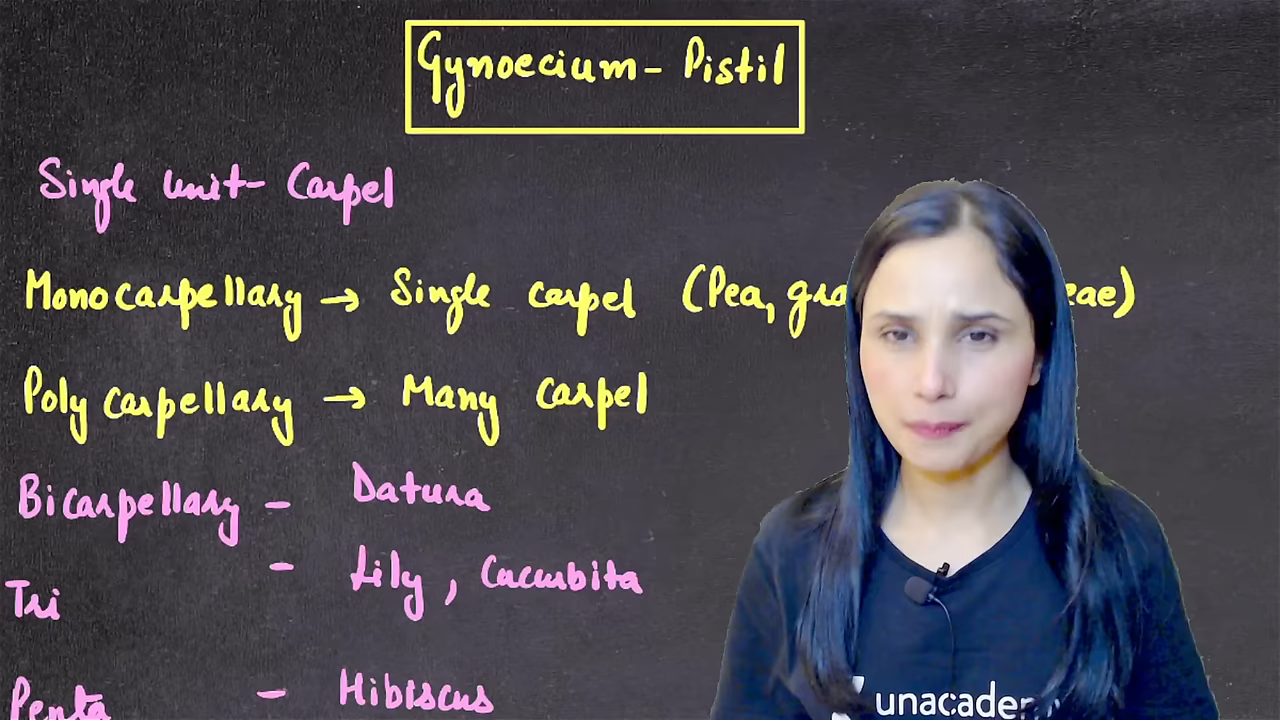 Gynoecium - Pistil
Single unit - Carpel
Monocarpellary → Single carpel (Pea, gra eae)
Polycarpellary → Many carpel
Bicarpellary - Datura
Tri - Lily, Cucurbita
Penta - Hibiscus
unacadem